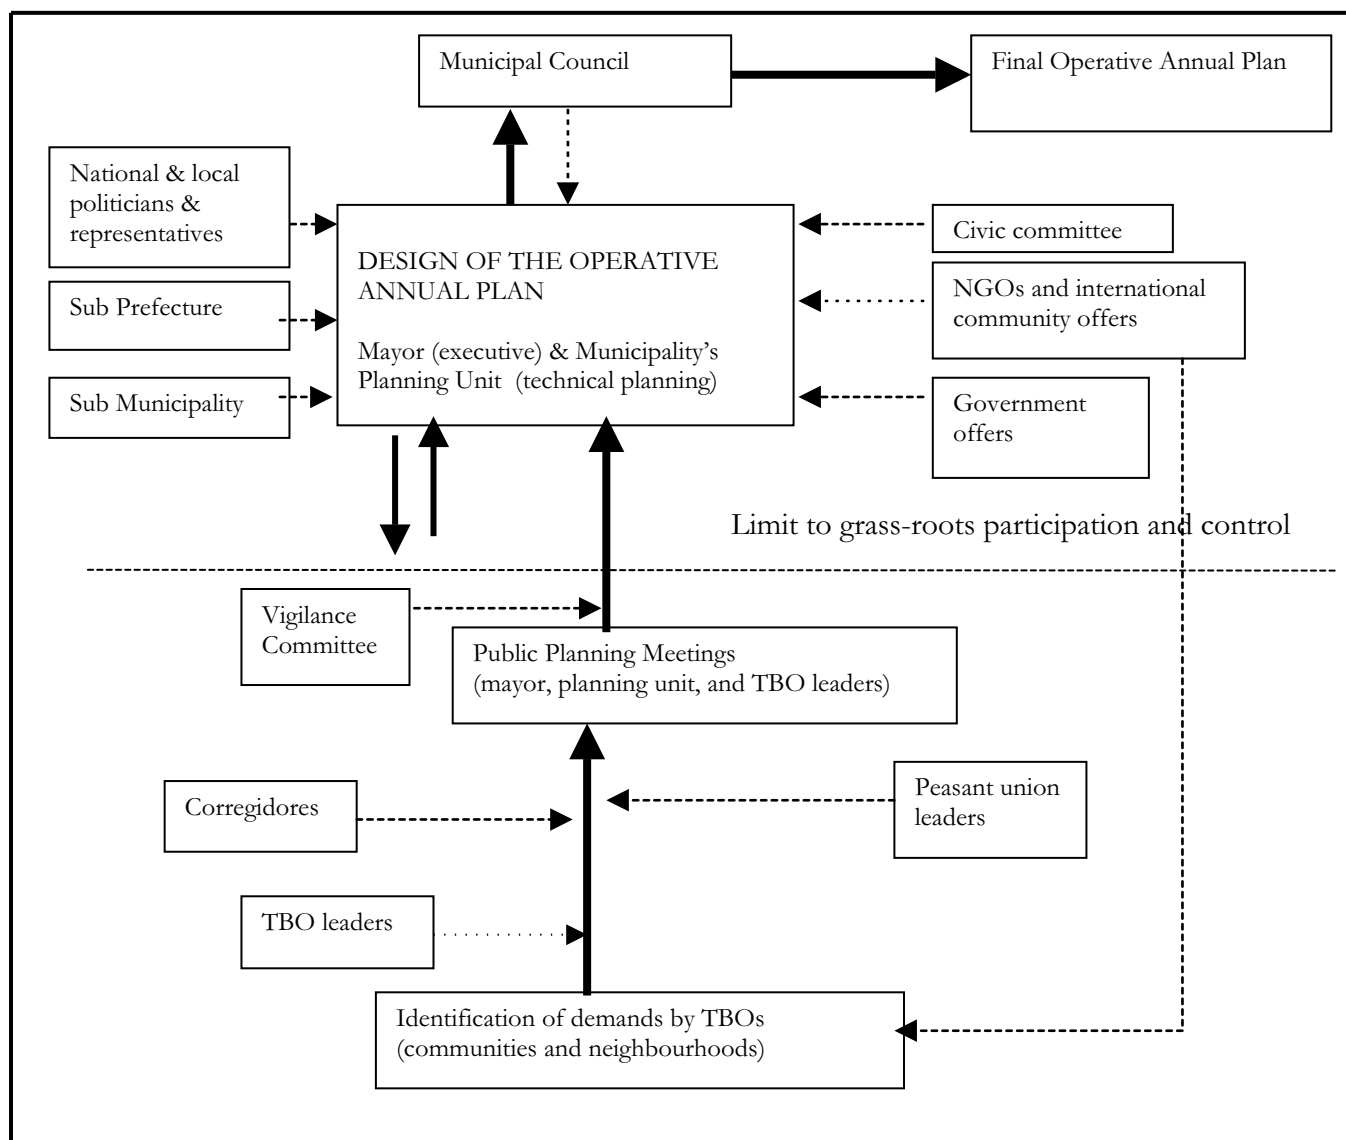 Municipal Council
Final Operative Annual Plan
National & local
politicians &
representatives
Sub Prefecture
Sub Municipality
DESIGN OF THE OPERATIVE
ANNUAL PLAN
Mayor (executive) & Municipality’s
Planning Unit  (technical planning)
Civic committee
NGOs and international
community offers
Government
offers
Limit to grass-roots participation and control
Vigilance
Committee
Public Planning Meetings
(mayor, planning unit, and TBO leaders)
Corregidores
Peasant union
leaders
TBO leaders
Identification of demands by TBOs
(communities and neighbourhoods)